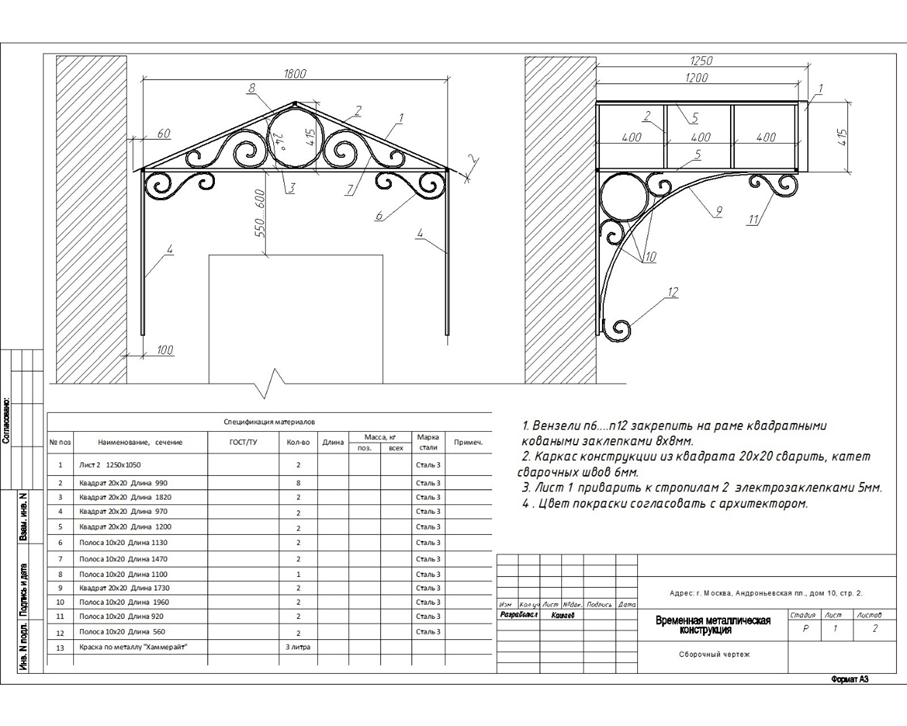 1800
8
2
1
60
24°
415
2
3
7
6
550...600
4
4
100
1250
1200
1
2
5
400
400
400
415
5
9
11
10
12
Спецификация материалов
№ поз
Наименование, сечение
ГОСТ/ТУ
Кол-во
Длина
Масса, кг
поз.
всех
Марка
стали
Примеч.
1 Лист 2 1250х1050 2 Сталь 3
2 Квадрат 20х20 Длина 990 8 Сталь 3
3 Квадрат 20х20 Длина 1820 2 Сталь 3
4 Квадрат 20х20 Длина 970 2 Сталь 3
5 Квадрат 20х20 Длина 1200 2 Сталь 3
6 Полоса 10х20 Длина 1130 2 Сталь 3
7 Полоса 10х20 Длина 1470 2 Сталь 3
8 Полоса 10х20 Длина 1100 1 Сталь 3
9 Квадрат 20х20 Длина 1730 2 Сталь 3
10 Полоса 10х20 Длина 1960 2 Сталь 3
11 Полоса 10х20 Длина 920 2 Сталь 3
12 Полоса 10х20 Длина 560 2 Сталь 3
13 Краска по металлу "Хаммерайт" 3 литра
1. Вензели п6....п12 закрепить на раме квадратными
коваными заклепками 8х8мм.
2. Каркас конструкции из квадрата 20х20 сварить, катет
сварочных швов 6мм.
3. Лист 1 приварить к стропилам 2 электрозаклепками 5мм.
4 . Цвет покраски согласовать с архитектором.
Согласовано:
Взам. инв. N
Подпись и дата
Инв. N подл.
Адрес: г. Москва, Андроньевская пл., дом 10, стр. 2.
Изм Кол уч Лист №док. Подпись Дата
Разработал
Временная металлическая
конструкция
Стадия Лист Листов
Р 1 2
Сборочный чертеж
Формат А3